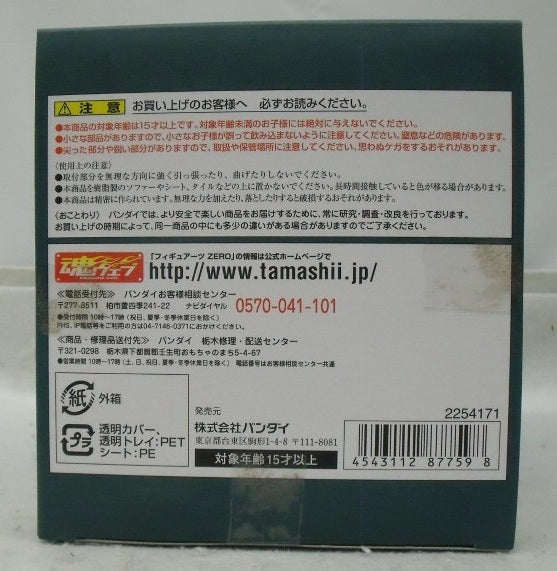 注意 お買い上げのお客様へ 必ずお読みください。
●本商品の対象年齢は15才以上です。対象年齢未満のお子様には絶対に与えないでください。
●小さな部品がありますので、小さなお子様が誤って飲み込まないように注意してください。窒息などの危険があります。
●尖った部分や鋭い部分がありますので、取扱や保管場所に注意してください。思わぬケガをするおそれがあります。
〈使用上の注意〉
●取付部分を無理な方向に強く引っ張ったり、曲げたりしないでください。
●本商品を樹脂製のソファーやシート、タイルなどの上に置かないでください。長時間接触していると色が移る場合があります。
●本商品は精密に作られています。無理な力を加えたり、落としたりすると破損するおそれがあります。
〈おことわり〉 バンダイでは、より安全で楽しい商品をお届けするために、常に研究・調査・改良を行っております。
お買い上げの時期によって、同一商品の中にも多少の違いがある場合がありますのでご了承ください。
魂ウェブ
「フィギュアーツ ZERO」の情報は公式ホームページで
http://www.tamashii.jp/
≪電話受付先≫ バンダイお客様相談センター
〒277-8511 柏市豊四季241-22 ナビダイヤル 0570-041-101
●受付時間 10時〜17時（祝日、夏季・冬季休業日を除く）
PHS、IP電話等をご利用の方は04-7146-0371におかけください。
≪商品・修理品送付先≫ バンダイ 栃木修理・配送センター
〒321-0298 栃木県下都賀郡壬生町おもちゃのまち5-4-67
●営業時間 10時〜17時（土、日、祝日、夏季・冬季休業日を除く） 電話番号はお客様相談センター共通
紙 外箱
プラ 透明カバー、
透明トレイ:PET
シート:PE
発売元
株式会社バンダイ
東京都台東区駒形1-4-8 〒111-8081
対象年齢15才以上
2254171
4543112 877598